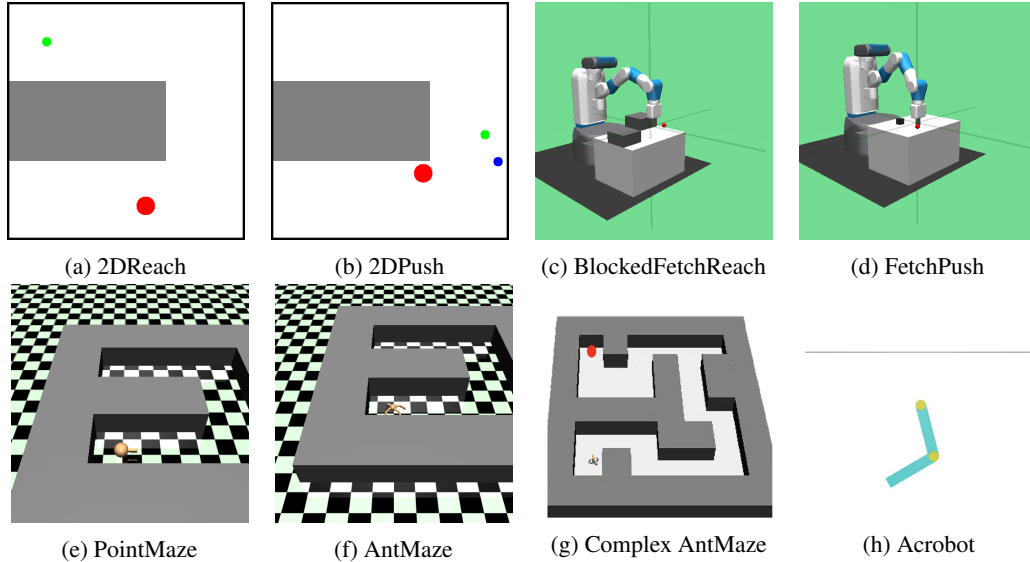 (a) 2DReach
(b) 2DPush
(c) BlockedFetchReach
(d) FetchPush
(e) PointMaze
(f) AntMaze
(g) Complex AntMaze
(h) Acrobot